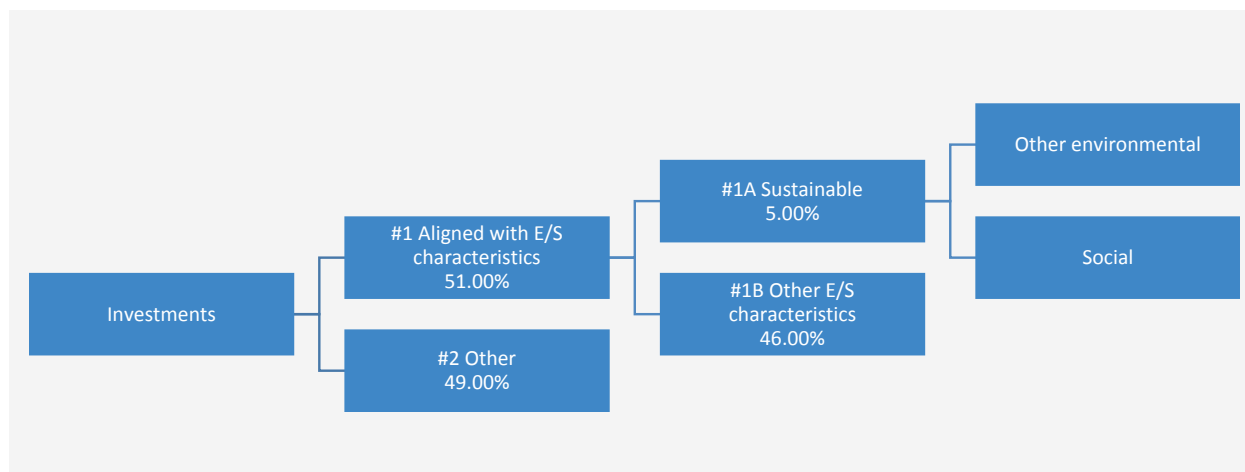 Investments
#1 Aligned with E/S
characteristics
51.00%
#2 Other
49.00%
#1A Sustainable
5.00%
#1B Other E/S
characteristics
46.00%
Other environmental
Social